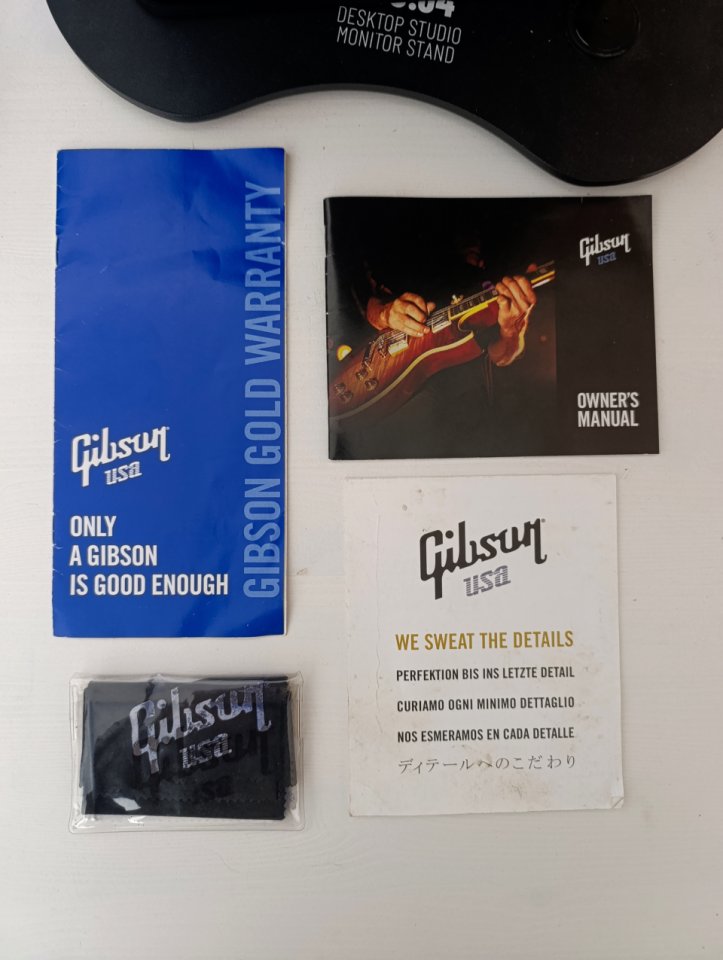 DESKTOP STUDIO
MONITOR STAND
GIBSON GOLD WARRANTY
Gibson
usa
ONLY
A GIBSON
IS GOOD ENOUGH
Gibson
usa
OWNER'S
MANUAL
Gibson
usa
WE SWEAT THE DETAILS
PERFEKTION BIS INS LETZTE DETAIL
CURIAMO OGNI MINIMO DETTAGLIO
NOS ESMERAMOS EN CADA DETALLE
ディテールへのこだわり
Gibson
usa